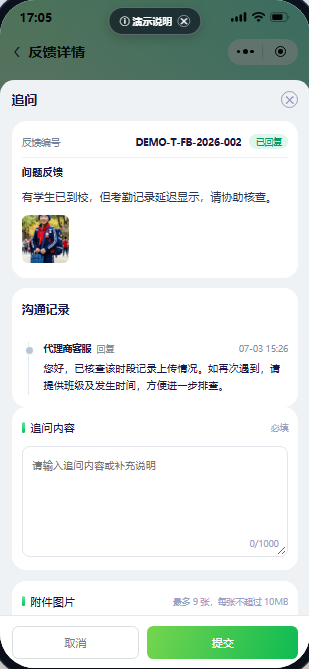 17:05
演示说明
反馈详情
追问
反馈编号 DEMO-T-FB-2026-002 已回复
问题反馈
有学生已到校，但考勤记录延迟显示，请协助核查。
沟通记录
代理商客服 回复 07-03 15:26
您好，已核查该时段记录上传情况。如再次遇到，请
提供班级及发生时间，方便进一步排查。
追问内容 必填
请输入追问内容或补充说明
0/1000
附件图片 最多 9 张，每张不超过 10MB
取消 提交